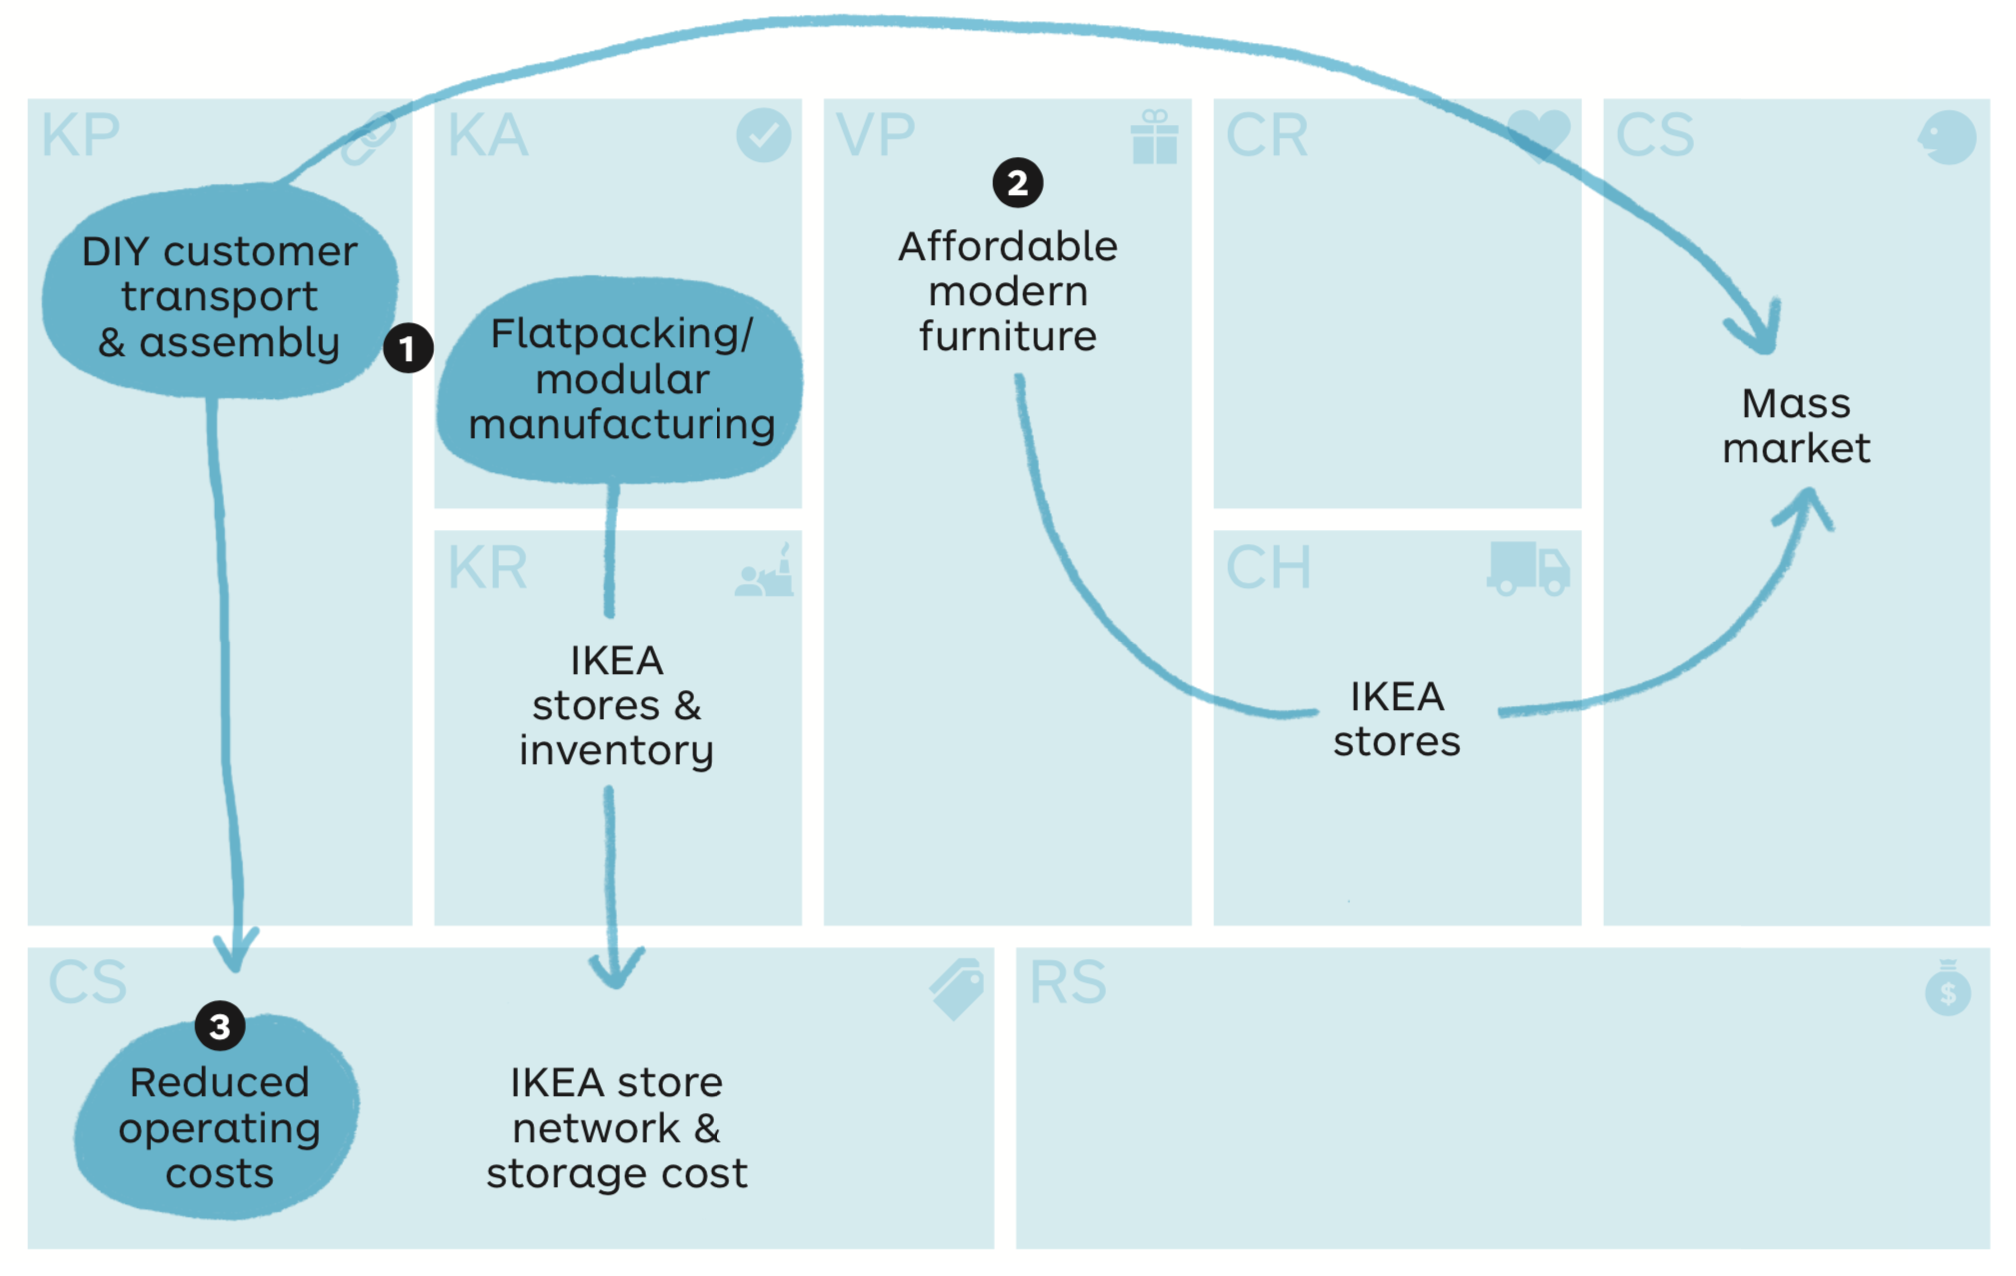 KP
DIY customer
transport
& assembly
1
KA
Flatpacking/
modular
manufacturing
KR
IKEA
stores &
inventory
VP
2
Affordable
modern
furniture
CR
CH
IKEA
stores
CS
Mass
market
CS
3
Reduced
operating
costs
IKEA store
network &
storage cost
RS
$